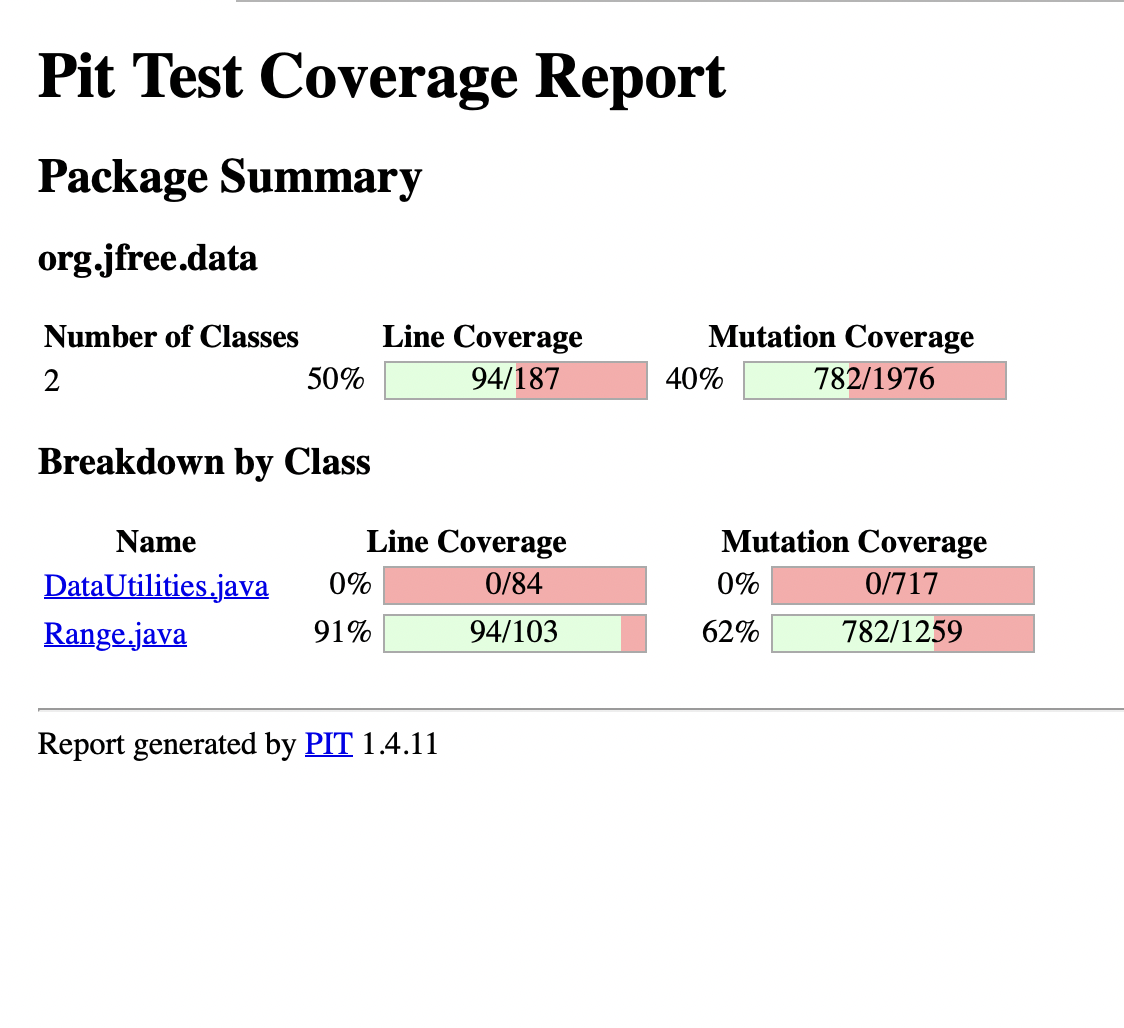 Pit Test Coverage Report
Package Summary
org.jfree.data
Number of Classes Line Coverage Mutation Coverage
2 50% 94/187 40% 782/1976
Breakdown by Class
Name Line Coverage Mutation Coverage
DataUtilities.java 0% 0/84 0% 0/717
Range.java 91% 94/103 62% 782/1259
Report generated by PIT 1.4.11